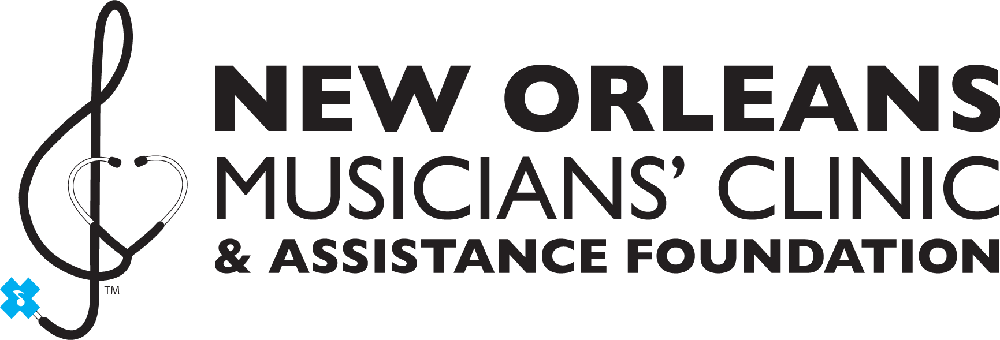 NEW ORLEANS
MUSICIANS’ CLINIC
& ASSISTANCE FOUNDATION
TM